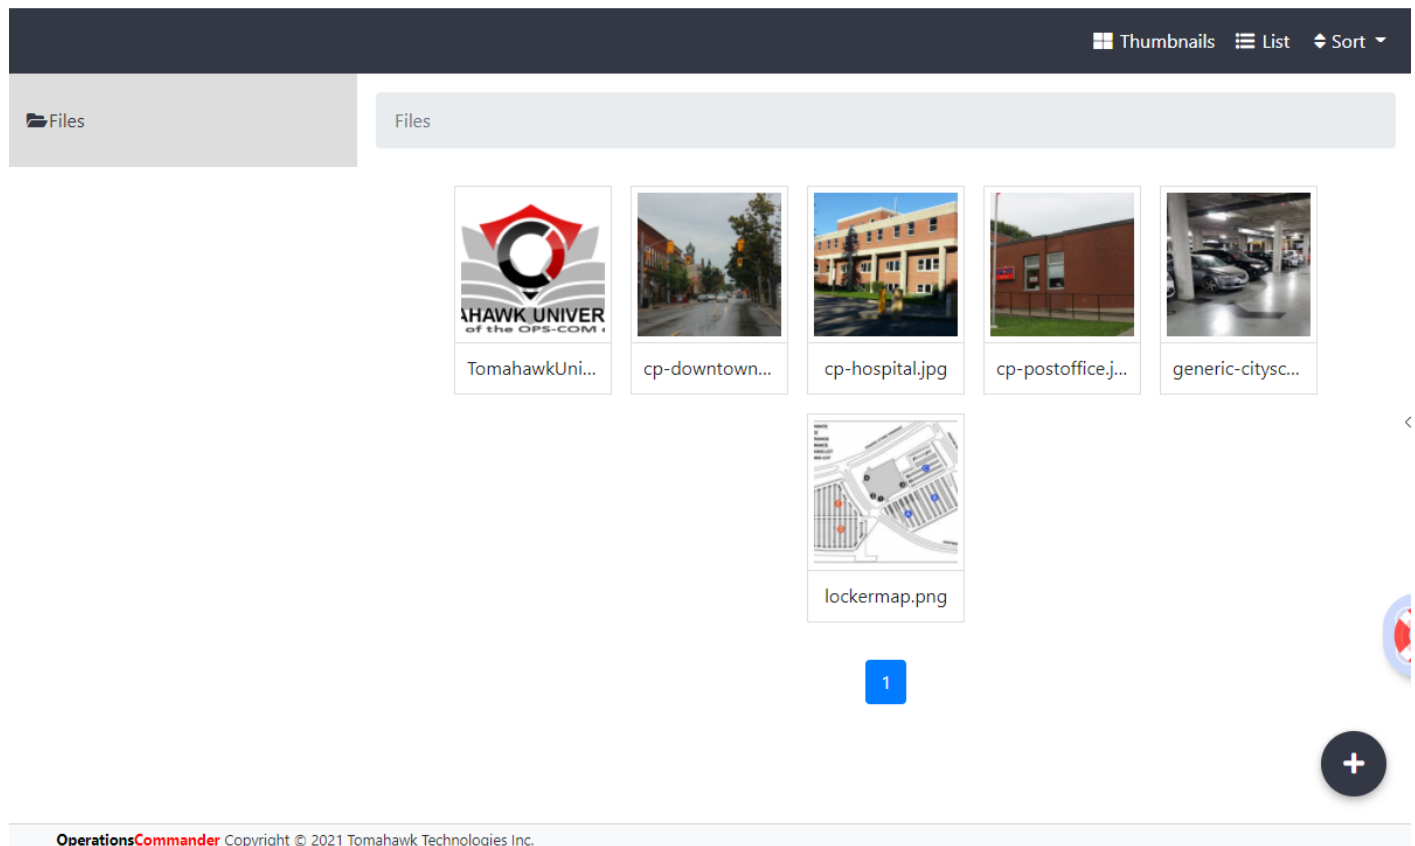 Thumbnails List Sort
Files
Files
AHAWK UNIVER
of the OPS-COM
TomahawkUni...
cp-downtown...
cp-hospital.jpg
cp-postoffice.j...
generic-citysc...
lockermap.png
1
OperationsCommander Copyright © 2021 Tomahawk Technologies Inc.